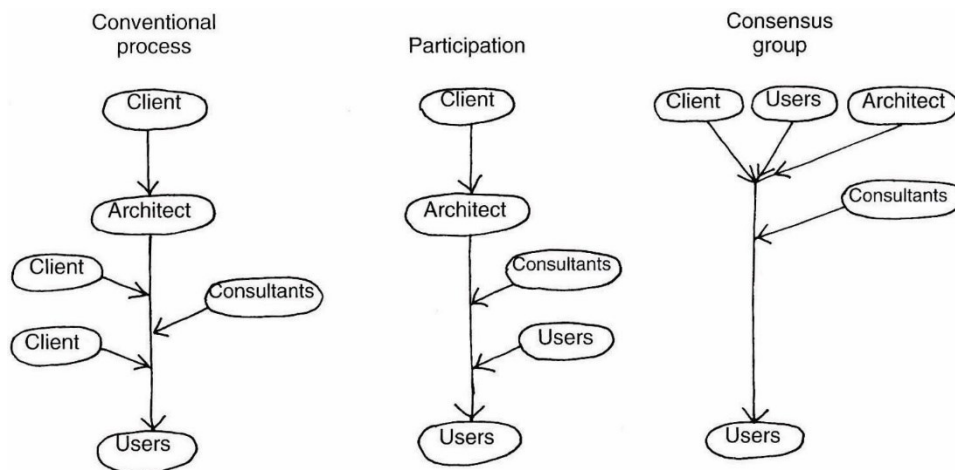 Conventional
process
Client
Architect
Client
Consultants
Client
Users
Participation
Client
Architect
Consultants
Users
Users
Consensus
group
Client
Users
Architect
Consultants
Users